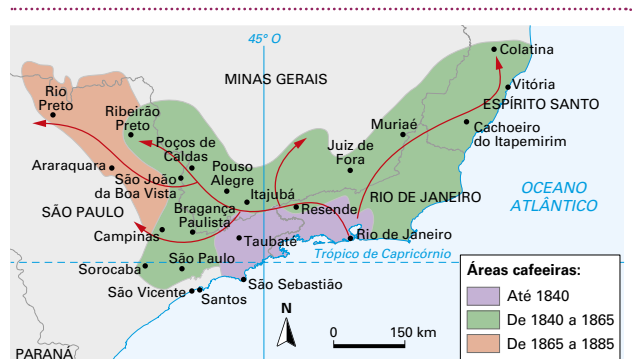 45° O
Colatina
MINAS GERAIS
Rio
Preto
Vitória
Ribeirão
Preto
ESPÍRITO SANTO
Muriaé
Cachoeiro
do Itapemirim
Poços de
Caldas
Juiz de
Fora
Pouso
Alegre
Araraquara
São João
da Boa Vista
Itajubá
OCEANO
ATLÂNTICO
RIO DE JANEIRO
Resende
SÃO PAULO
Bragança
Paulista
Campinas
Taubaté
Rio de Janeiro
Trópico de Capricórnio
São Paulo
Sorocaba
Áreas cafeeiras:
São Sebastião
São Vicente
Santos
Até 1840
N
De 1840 a 1865
0 150 km
De 1865 a 1885
PARANÁ